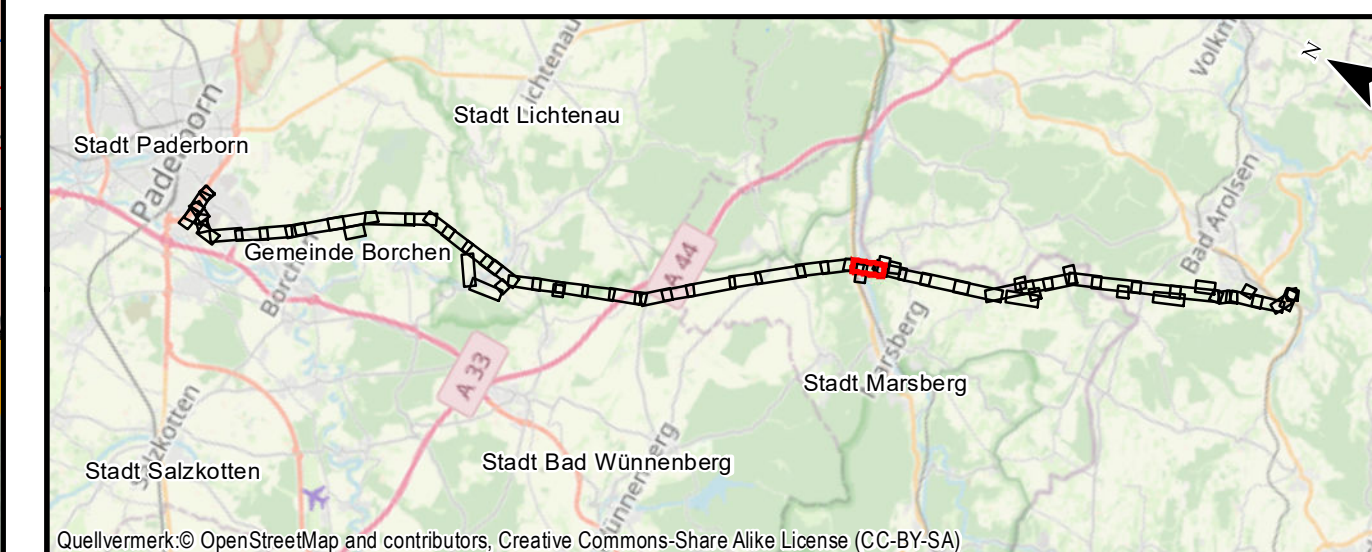 Lichtenau
Volkm
N
Stadt Lichtenau
Stadt Paderborn
Paderborn
Bad Arolsen
Gemeinde Borchen
Borchen
A 44
A 33
Marsberg
Stadt Marsberg
Salzkotten
Stadt Salzkotten
Stadt Bad Wünnenberg
Wünnenberg
Quellvermerk:© OpenStreetMap and contributors, Creative Commons-Share Alike License (CC-BY-SA)